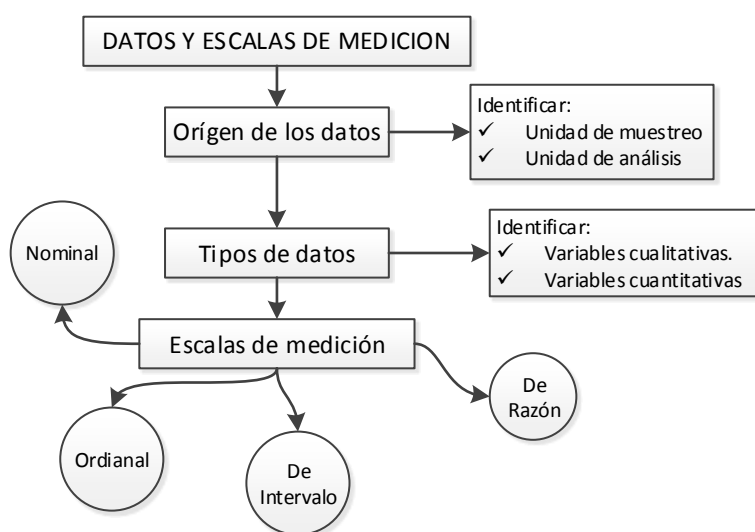 DATOS Y ESCALAS DE MEDICION
Orígen de los datos
Identificar:
✓ Unidad de muestreo
✓ Unidad de análisis
Tipos de datos
Identificar:
✓ Variables cualitativas.
✓ Variables cuantitativas
Nominal
Escalas de medición
De
Razón
Ordianal
De
Intervalo